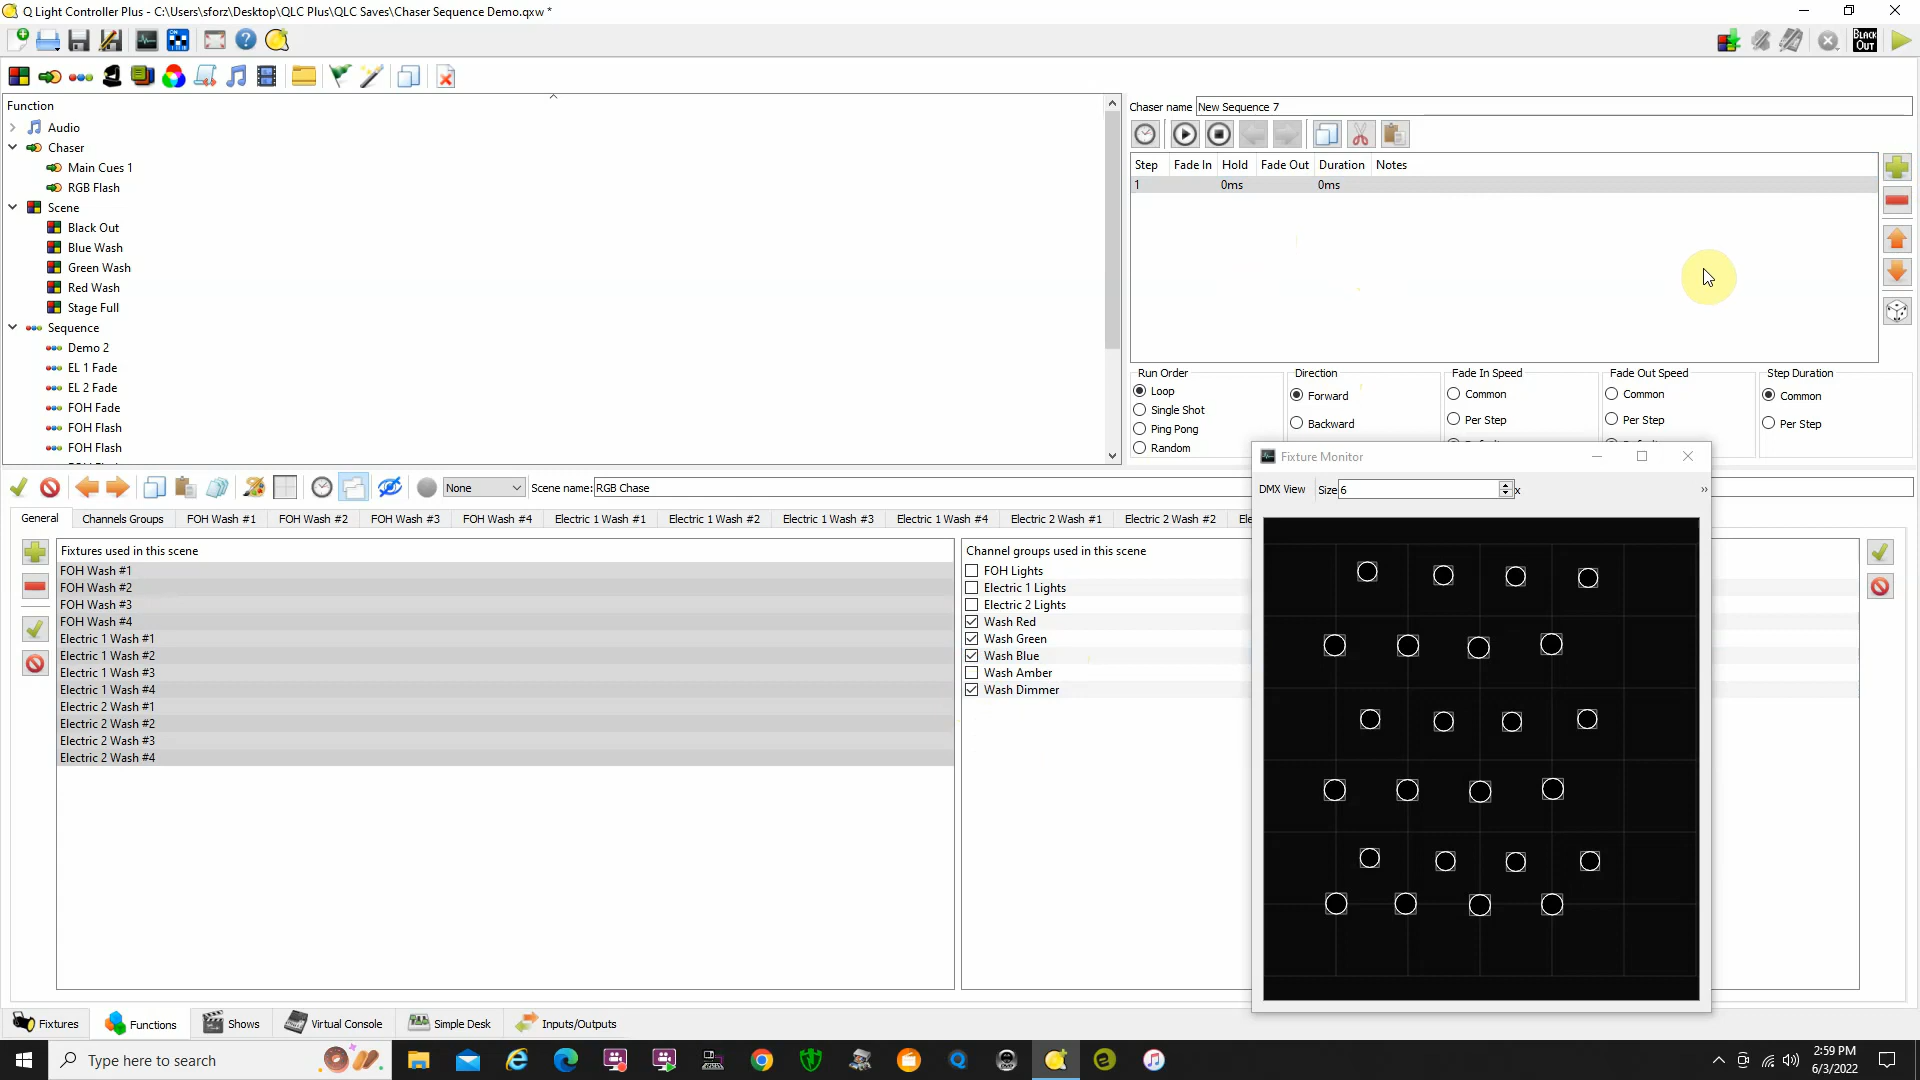 Q Light Controller Plus - C:\Users\sforz\Desktop\QLC Plus\QLC Saves\Chaser Sequence Demo.qxw *
BLACK OUT
Function
Audio
Chaser
Main Cues 1
RGB Flash
Scene
Black Out
Blue Wash
Green Wash
Red Wash
Stage Full
Sequence
Demo 2
EL 1 Fade
EL 2 Fade
FOH Fade
FOH Flash
FOH Flash
Chaser name New Sequence 7
Step Fade In Hold Fade Out Duration Notes
1 0ms 0ms
Run Order Direction Fade In Speed Fade Out Speed Step Duration
Loop Forward Common Common Common
Single Shot
Ping Pong Backward Per Step Per Step Per Step
Random
None Scene name: RGB Chase
General Channels Groups FOH Wash #1 FOH Wash #2 FOH Wash #3 FOH Wash #4 Electric 1 Wash #1 Electric 1 Wash #2 Electric 1 Wash #3 Electric 1 Wash #4 Electric 2 Wash #1 Electric 2 Wash #2
Fixtures used in this scene
FOH Wash #1
FOH Wash #2
FOH Wash #3
FOH Wash #4
Electric 1 Wash #1
Electric 1 Wash #2
Electric 1 Wash #3
Electric 1 Wash #4
Electric 2 Wash #1
Electric 2 Wash #2
Electric 2 Wash #3
Electric 2 Wash #4
Channel groups used in this scene
FOH Lights
Electric 1 Lights
Electric 2 Lights
Wash Red
Wash Green
Wash Blue
Wash Amber
Wash Dimmer
Fixture Monitor
DMX View Size 6 x »
Fixtures Functions Shows Virtual Console Simple Desk Inputs/Outputs
Type here to search
2:59 PM
6/3/2022